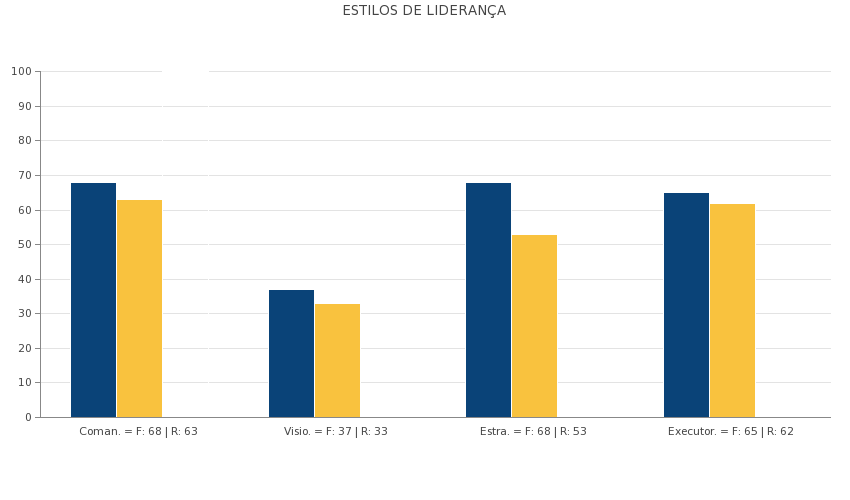 ESTILOS DE LIDERANÇA
100
90
80
70
60
50
40
30
20
10
0
Coman. = F: 68 | R: 63
Visio. = F: 37 | R: 33
Estra. = F: 68 | R: 53
Executor. = F: 65 | R: 62